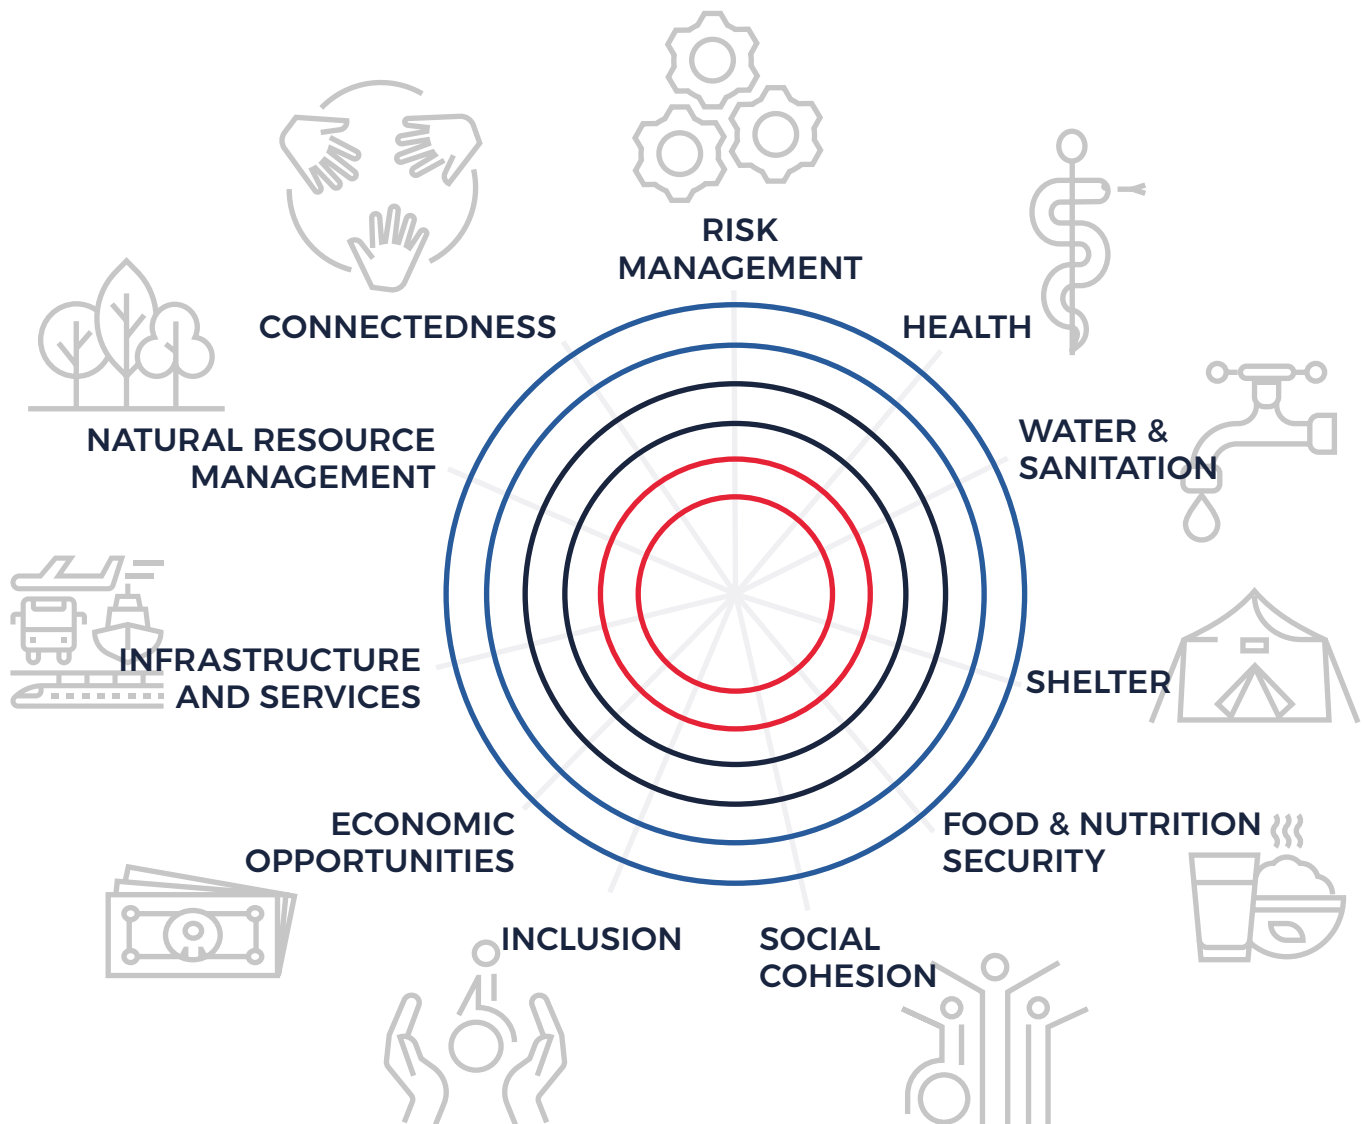 RISK
MANAGEMENT
HEALTH
WATER &
SANITATION
SHELTER
FOOD & NUTRITION
SECURITY
SOCIAL
COHESION
INCLUSION
ECONOMIC
OPPORTUNITIES
INFRASTRUCTURE
AND SERVICES
NATURAL RESOURCE
MANAGEMENT
CONNECTEDNESS